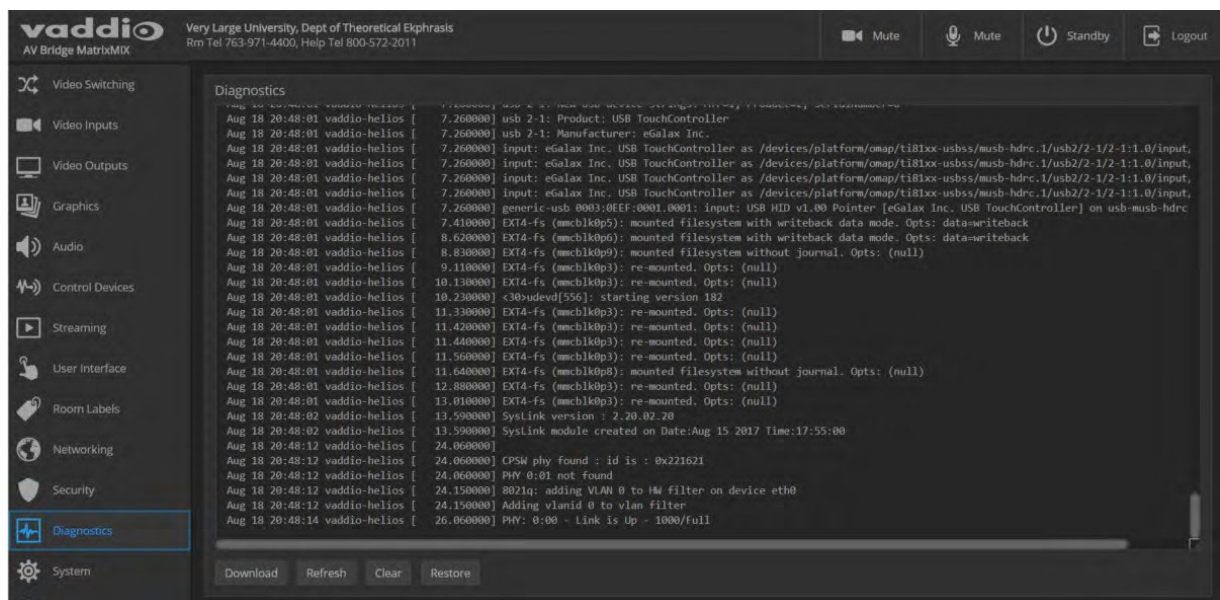 vaddio
AV Bridge MatrixMIX
Very Large University, Dept of Theoretical Ekphrasis
Rm Tel 763-971-4400, Help Tel 800-572-2011
Mute
Mute
Standby
Logout
Video Switching
Video Inputs
Video Outputs
Graphics
Audio
Control Devices
Streaming
User Interface
Room Labels
Networking
Security
Diagnostics
System
Diagnostics
Aug 18 20:48:01 vaddio-helios [    7.260000] usb 2-1: New USB device strings: Mfr=1, Product=2, SerialNumber=0
Aug 18 20:48:01 vaddio-helios [    7.260000] usb 2-1: Product: USB TouchController
Aug 18 20:48:01 vaddio-helios [    7.260000] usb 2-1: Manufacturer: eGalax Inc.
Aug 18 20:48:01 vaddio-helios [    7.260000] input: eGalax Inc. USB TouchController as /devices/platform/omap/ti81xx-usbss/musb-hdrc.1/usb2/2-1/2-1:1.0/input,
Aug 18 20:48:01 vaddio-helios [    7.260000] input: eGalax Inc. USB TouchController as /devices/platform/omap/ti81xx-usbss/musb-hdrc.1/usb2/2-1/2-1:1.0/input,
Aug 18 20:48:01 vaddio-helios [    7.260000] input: eGalax Inc. USB TouchController as /devices/platform/omap/ti81xx-usbss/musb-hdrc.1/usb2/2-1/2-1:1.0/input,
Aug 18 20:48:01 vaddio-helios [    7.260000] input: eGalax Inc. USB TouchController as /devices/platform/omap/ti81xx-usbss/musb-hdrc.1/usb2/2-1/2-1:1.0/input,
Aug 18 20:48:01 vaddio-helios [    7.260000] generic-usb 0003:0EEF:0001.0001: input: USB HID v1.00 Pointer [eGalax Inc. USB TouchController] on usb-musb-hdrc
Aug 18 20:48:01 vaddio-helios [    7.410000] EXT4-fs (mmcblk0p5): mounted filesystem with writeback data mode. Opts: data=writeback
Aug 18 20:48:01 vaddio-helios [    8.620000] EXT4-fs (mmcblk0p6): mounted filesystem with writeback data mode. Opts: data=writeback
Aug 18 20:48:01 vaddio-helios [    8.830000] EXT4-fs (mmcblk0p9): mounted filesystem without journal. Opts: (null)
Aug 18 20:48:01 vaddio-helios [    9.110000] EXT4-fs (mmcblk0p3): re-mounted. Opts: (null)
Aug 18 20:48:01 vaddio-helios [   10.130000] EXT4-fs (mmcblk0p3): re-mounted. Opts: (null)
Aug 18 20:48:01 vaddio-helios [   10.230000] <30>udevd[556]: starting version 182
Aug 18 20:48:01 vaddio-helios [   11.330000] EXT4-fs (mmcblk0p3): re-mounted. Opts: (null)
Aug 18 20:48:01 vaddio-helios [   11.420000] EXT4-fs (mmcblk0p3): re-mounted. Opts: (null)
Aug 18 20:48:01 vaddio-helios [   11.440000] EXT4-fs (mmcblk0p3): re-mounted. Opts: (null)
Aug 18 20:48:01 vaddio-helios [   11.560000] EXT4-fs (mmcblk0p3): re-mounted. Opts: (null)
Aug 18 20:48:01 vaddio-helios [   11.640000] EXT4-fs (mmcblk0p8): mounted filesystem without journal. Opts: (null)
Aug 18 20:48:01 vaddio-helios [   12.880000] EXT4-fs (mmcblk0p3): re-mounted. Opts: (null)
Aug 18 20:48:01 vaddio-helios [   13.010000] EXT4-fs (mmcblk0p3): re-mounted. Opts: (null)
Aug 18 20:48:02 vaddio-helios [   13.590000] SysLink version : 2.20.02.20
Aug 18 20:48:02 vaddio-helios [   13.590000] SysLink module created on Date:Aug 15 2017 Time:17:55:00
Aug 18 20:48:12 vaddio-helios [   24.060000]
Aug 18 20:48:12 vaddio-helios [   24.060000] CPSW phy found : id is : 0x221621
Aug 18 20:48:12 vaddio-helios [   24.060000] PHY 0:01 not found
Aug 18 20:48:12 vaddio-helios [   24.150000] 8021q: adding VLAN 0 to HW filter on device eth0
Aug 18 20:48:12 vaddio-helios [   24.150000] Adding vlanid 0 to vlan filter
Aug 18 20:48:14 vaddio-helios [   26.060000] PHY: 0:00 - Link is Up - 1000/Full
Download
Refresh
Clear
Restore